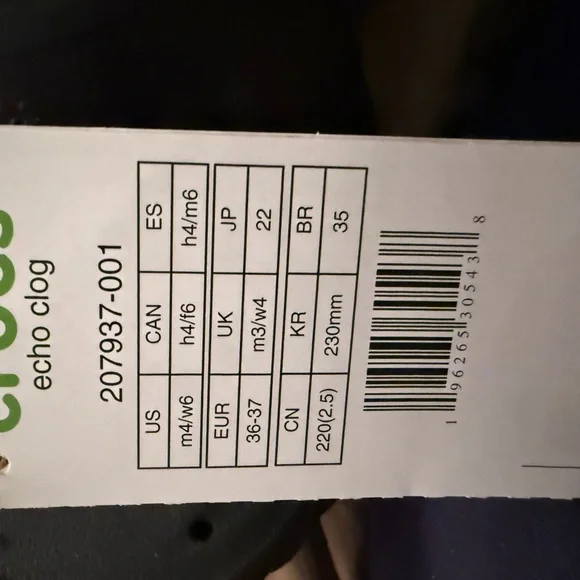 crocs
echo clog
207937-001
US CAN ES
m4/w6 h4/f6 h4/m6
EUR UK JP
36-37 m3/w4 22
CN KR BR
220(2.5) 230mm 35
1 96265 30543 8